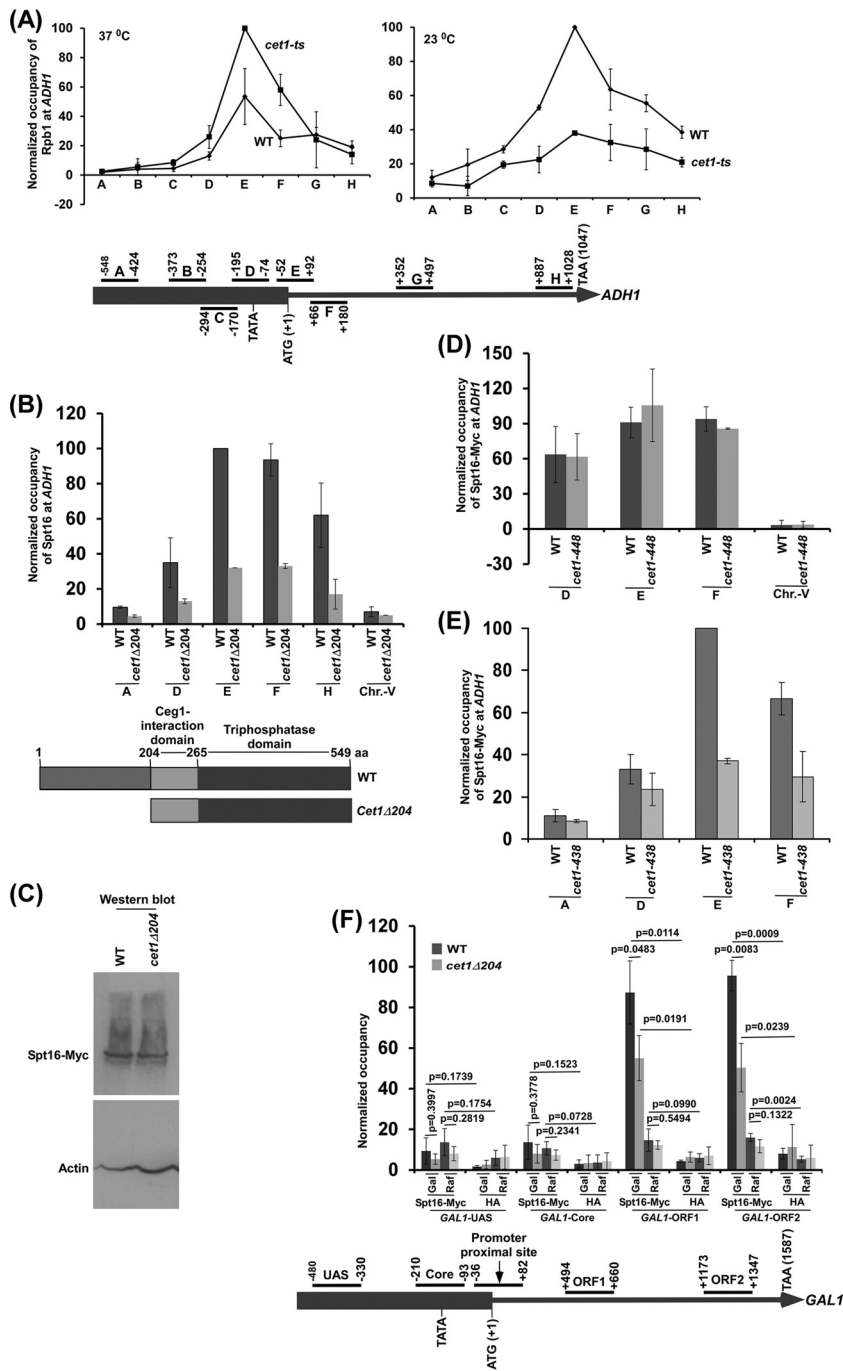 (A)
37 ⁰C
cet1-ts
WT
Normalized occupancy of Rpb1 at ADH1
100
80
60
40
20
0
-20
A B C D E F G H
23 ⁰C
WT
cet1-ts
100
80
60
40
20
0
A B C D E F G H
-548 -424 -373 -254 -195 -74 -52 +92 +352 +497 +887 +1028 TAA (1047)
A B D E G H
ADH1
-294 C -170 TATA ATG (+1) +66 F +180
(B)
Normalized occupancy of Spt16 at ADH1
120
100
80
60
40
20
0
WT cet1Δ204 WT cet1Δ204 WT cet1Δ204 WT cet1Δ204 WT cet1Δ204 WT cet1Δ204
A D E F H Chr.-V
Ceg1-
interaction
domain
Triphosphatase
domain
1 204 265 549 aa
WT
Cet1Δ204
(C)
Western blot
WT cet1Δ204
Spt16-Myc
Actin
(D)
Normalized occupancy of Spt16-Myc at ADH1
150
120
90
60
30
0
-30
WT cet1-448 WT cet1-448 WT cet1-448 WT cet1-448
D E F Chr.-V
(E)
Normalized occupancy of Spt16-Myc at ADH1
100
80
60
40
20
0
WT cet1-438 WT cet1-438 WT cet1-438 WT cet1-438
A D E F
(F)
WT
cet1Δ204
Normalized occupancy
120
100
80
60
40
20
0
p=0.1739
p=0.3997
p=0.1754
p=0.2819
p=0.1523
p=0.3778
p=0.0728
p=0.2341
p=0.0114
p=0.0483
p=0.0191
p=0.0990
p=0.5494
p=0.0009
p=0.0083
p=0.0239
p=0.0024
p=0.1322
Gal Raf Gal Raf Gal Raf Gal Raf Gal Raf Gal Raf Gal Raf Gal Raf
Spt16-Myc HA Spt16-Myc HA Spt16-Myc HA Spt16-Myc HA
GAL1-UAS GAL1-Core GAL1-ORF1 GAL1-ORF2
Promoter
proximal site
-480 UAS -330 -210 Core -93 -36 +82 +494 ORF1 +660 +1173 ORF2 +1347 TAA (1587)
GAL1
TATA ATG (+1)